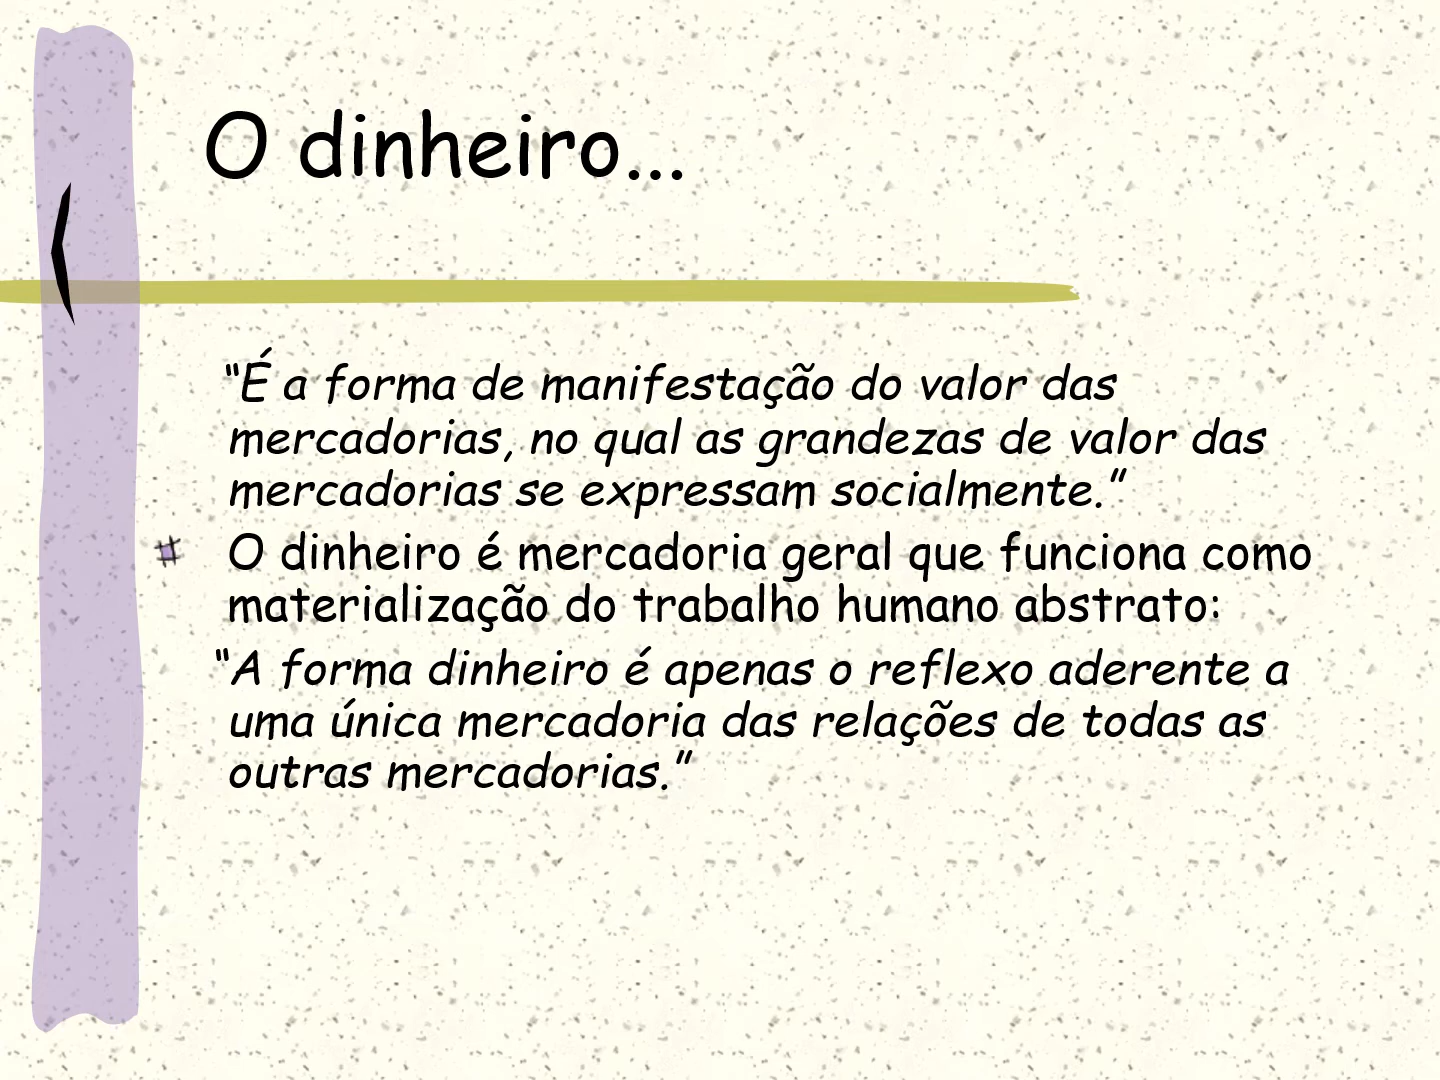 O dinheiro...
“É a forma de manifestação do valor das
mercadorias, no qual as grandezas de valor das
mercadorias se expressam socialmente.”
O dinheiro é mercadoria geral que funciona como
materialização do trabalho humano abstrato:
“A forma dinheiro é apenas o reflexo aderente a
uma única mercadoria das relações de todas as
outras mercadorias.”